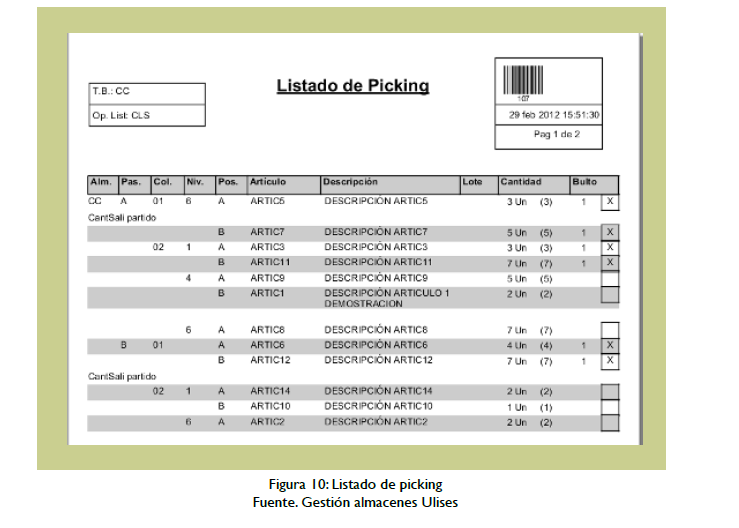 Listado de Picking
T.B.: CC
Op. List: CLS
107
29 feb 2012 15:51:30
Pag 1 de 2
Alm. Pas. Col. Niv. Pos. Artículo Descripción Lote Cantidad Bulto
CC A 01 6 A ARTIC5 DESCRIPCIÓN ARTIC5 3 Un (3) 1 X
CantSali partido
B ARTIC7 DESCRIPCIÓN ARTIC7 5 Un (5) 1 X
02 1 A ARTIC3 DESCRIPCIÓN ARTIC3 3 Un (3) 1 X
B ARTIC11 DESCRIPCIÓN ARTIC11 7 Un (7) 1 X
4 A ARTIC9 DESCRIPCIÓN ARTIC9 5 Un (5)
B ARTIC1 DESCRIPCIÓN ARTICULO 1 2 Un (2)
DEMOSTRACION
6 A ARTIC8 DESCRIPCIÓN ARTIC8 7 Un (7)
B 01 A ARTIC6 DESCRIPCIÓN ARTIC6 4 Un (4) 1 X
B ARTIC12 DESCRIPCIÓN ARTIC12 7 Un (7) 1 X
CantSali partido
02 1 A ARTIC14 DESCRIPCIÓN ARTIC14 2 Un (2)
B ARTIC10 DESCRIPCIÓN ARTIC10 1 Un (1)
6 A ARTIC2 DESCRIPCIÓN ARTIC2 2 Un (2)
Figura 10: Listado de picking
Fuente. Gestión almacenes Ulises